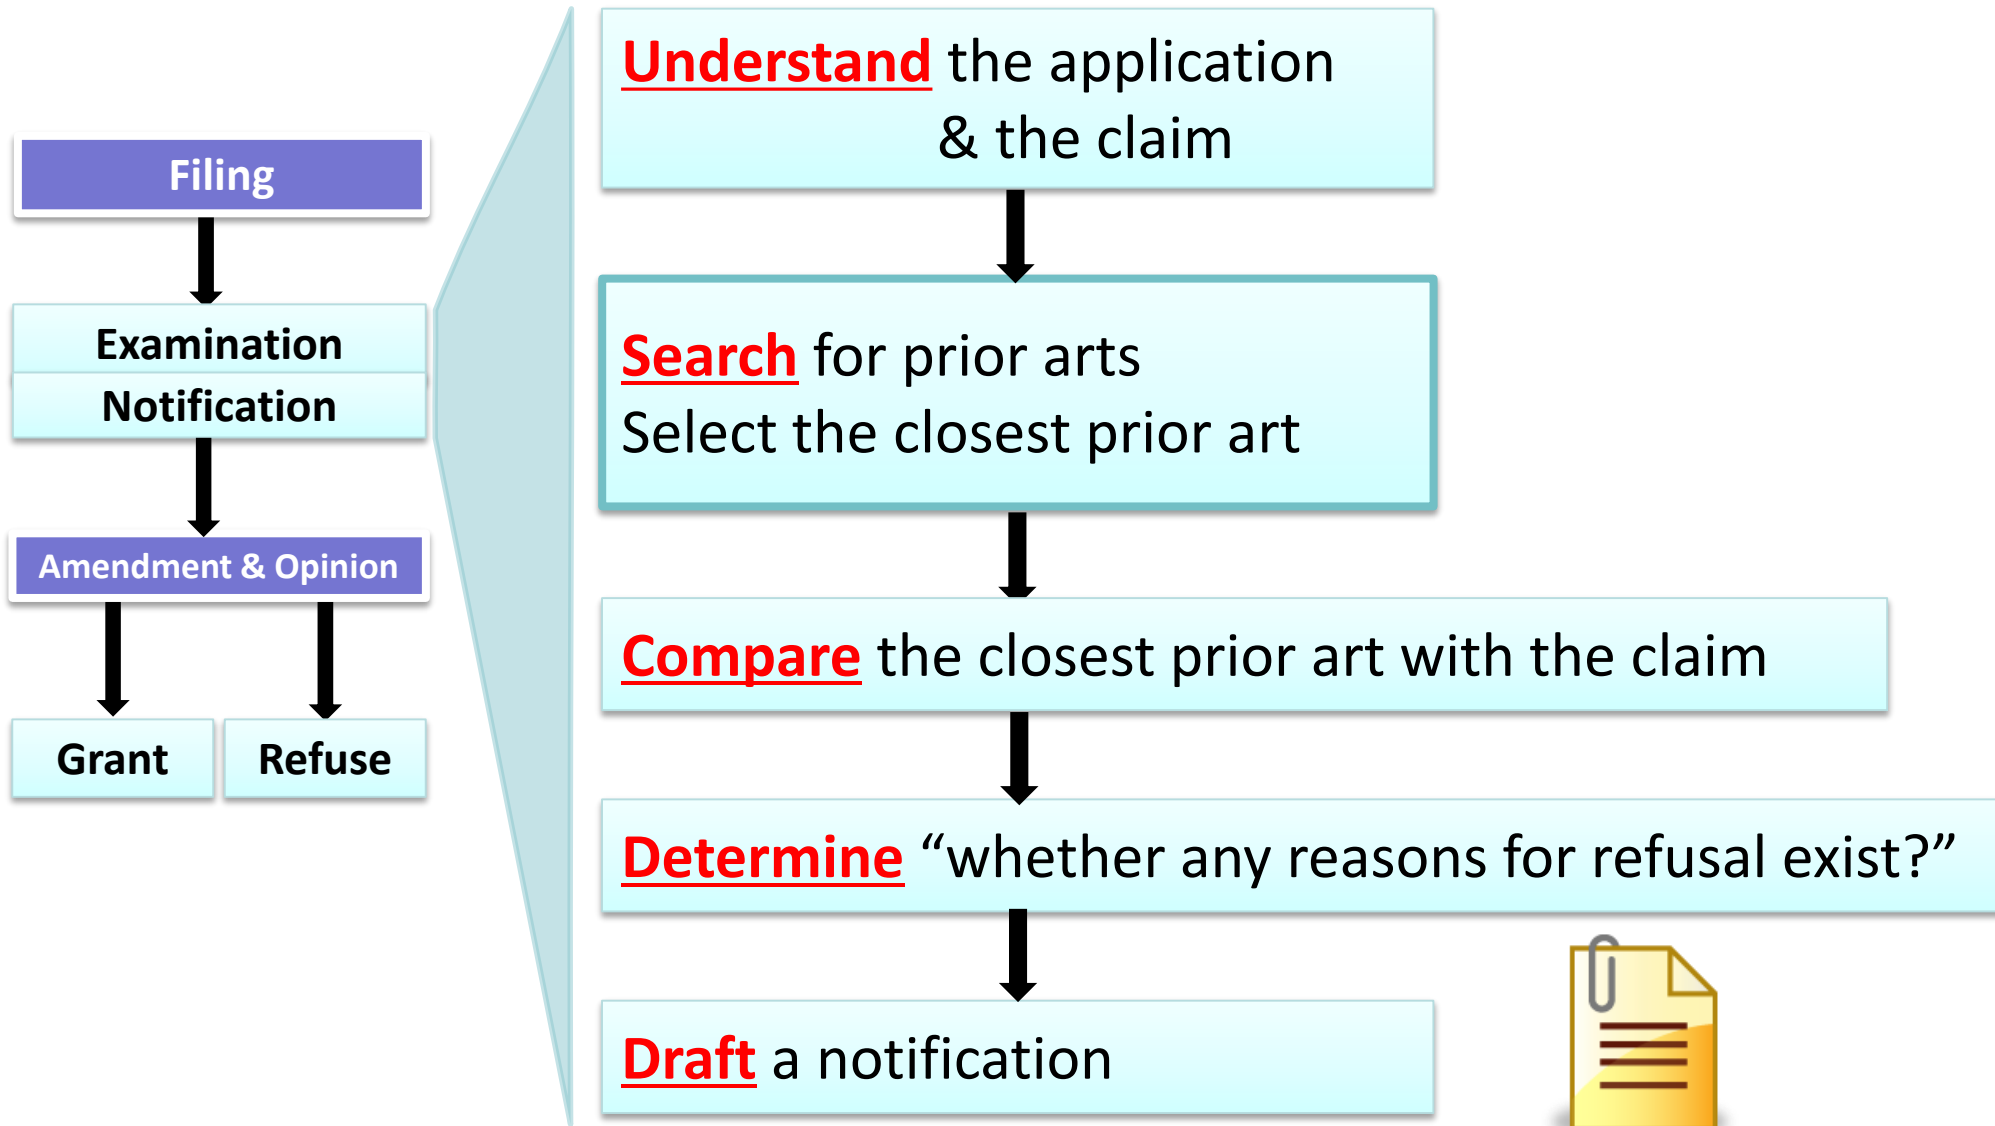 Filing
Examination
Notification
Amendment & Opinion
Grant
Refuse
Understand the application
& the claim
Search for prior arts
Select the closest prior art
Compare the closest prior art with the claim
Determine “whether any reasons for refusal exist?”
Draft a notification